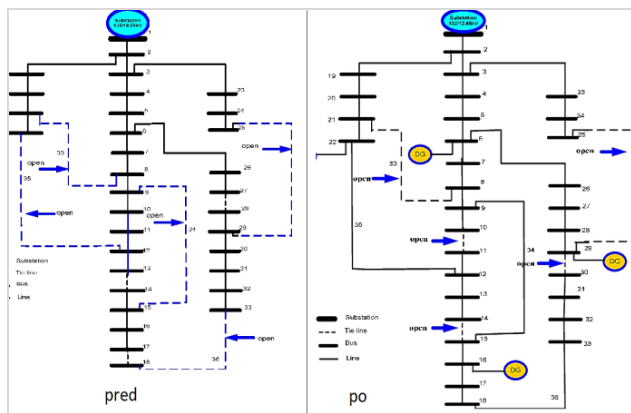 Substation
1
2
3
4
5
23
24
25
6
33
open
7
open
8
26
35
9
27
10
open
28
open
11
24
29
12
30
Substation
13
31
Tie line
Bus
14
32
Line
15
33
16
17
open
36
18
pred
Substation
1
2
19
3
20
4
23
21
5
24
22
25
6
DG
33
7
open
open
8
26
9
27
35
10
28
open
11
34
29
open
DG
12
30
13
31
Substation
14
32
Tie line
open
15
33
Bus
16
DG
Line
17
36
18
po